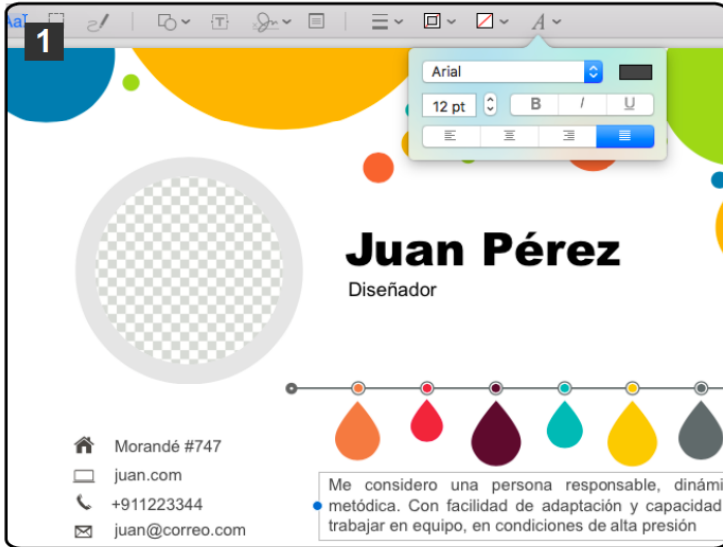 AaI
1
A
Arial
12 pt
B I U
Juan Pérez
Diseñador
Morandé #747
juan.com
+911223344
juan@correo.com
Me considero una persona responsable,
metódica. Con facilidad de adaptación y capacidad
trabajar en equipo, en condiciones de alta presión